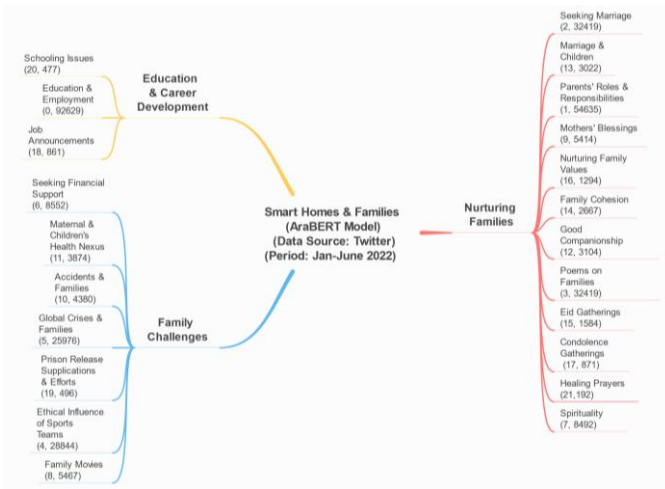 Smart Homes & Families
(AraBERT Model)
(Data Source: Twitter)
(Period: Jan-June 2022)
Education
& Career
Development
Schooling Issues
(20, 477)
Education &
Employment
(0, 92629)
Job
Announcements
(18, 861)
Family
Challenges
Seeking Financial
Support
(6, 8552)
Maternal &
Children's
Health Nexus
(11, 3874)
Accidents &
Families
(10, 4380)
Global Crises &
Families
(5, 25976)
Prison Release
Supplications
& Efforts
(19, 496)
Ethical Influence
of Sports
Teams
(4, 28844)
Family Movies
(8, 5467)
Nurturing
Families
Seeking Marriage
(2, 32419)
Marriage &
Children
(13, 3022)
Parents' Roles &
Responsibilities
(1, 54635)
Mothers' Blessings
(9, 5414)
Nurturing Family
Values
(16, 1294)
Family Cohesion
(14, 2667)
Good
Companionship
(12, 3104)
Poems on
Families
(3, 32419)
Eid Gatherings
(15, 1584)
Condolence
Gatherings
(17, 871)
Healing Prayers
(21,192)
Spirituality
(7, 8492)